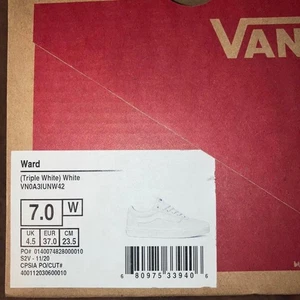 VAN
Ward
(Triple White) White
VN0A3IUNW42
7.0 W
UK EUR CM
4.5 37.0 23.5
PO# 0140074828000010
S2V - 11/20
CPSIA PO/CUT#
400112030600010
6 80975 33940 6